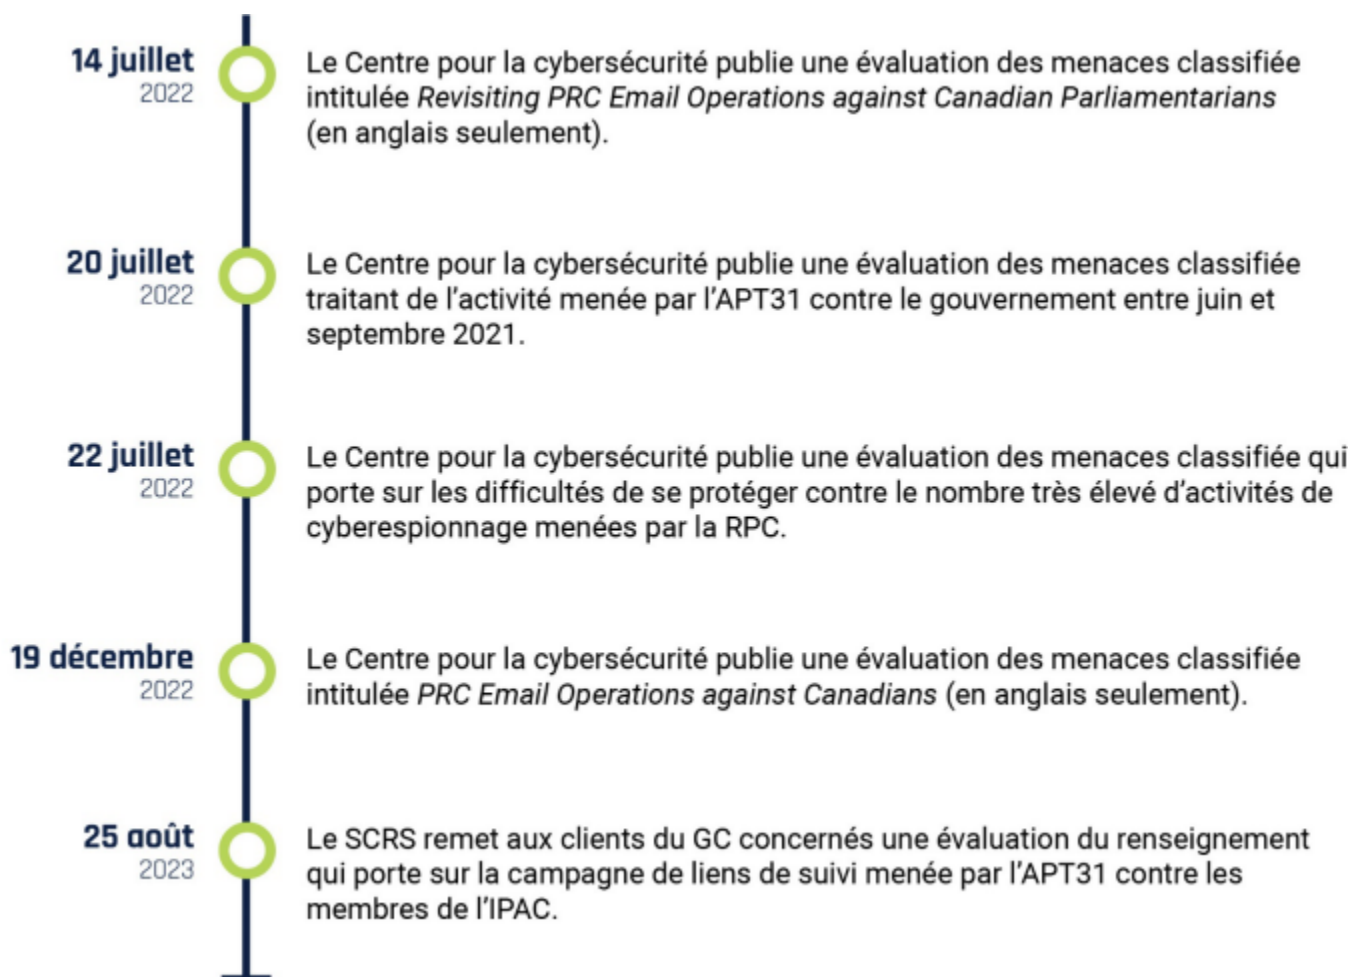 14 juillet
2022
Le Centre pour la cybersécurité publie une évaluation des menaces classifiée
intitulée Revisiting PRC Email Operations against Canadian Parliamentarians
(en anglais seulement).
20 juillet
2022
Le Centre pour la cybersécurité publie une évaluation des menaces classifiée
traitant de l’activité menée par l’APT31 contre le gouvernement entre juin et
septembre 2021.
22 juillet
2022
Le Centre pour la cybersécurité publie une évaluation des menaces classifiée qui
porte sur les difficultés de se protéger contre le nombre très élevé d’activités de
cyberespionnage menées par la RPC.
19 décembre
2022
Le Centre pour la cybersécurité publie une évaluation des menaces classifiée
intitulée PRC Email Operations against Canadians (en anglais seulement).
25 août
2023
Le SCRS remet aux clients du GC concernés une évaluation du renseignement
qui porte sur la campagne de liens de suivi menée par l’APT31 contre les
membres de l’IPAC.